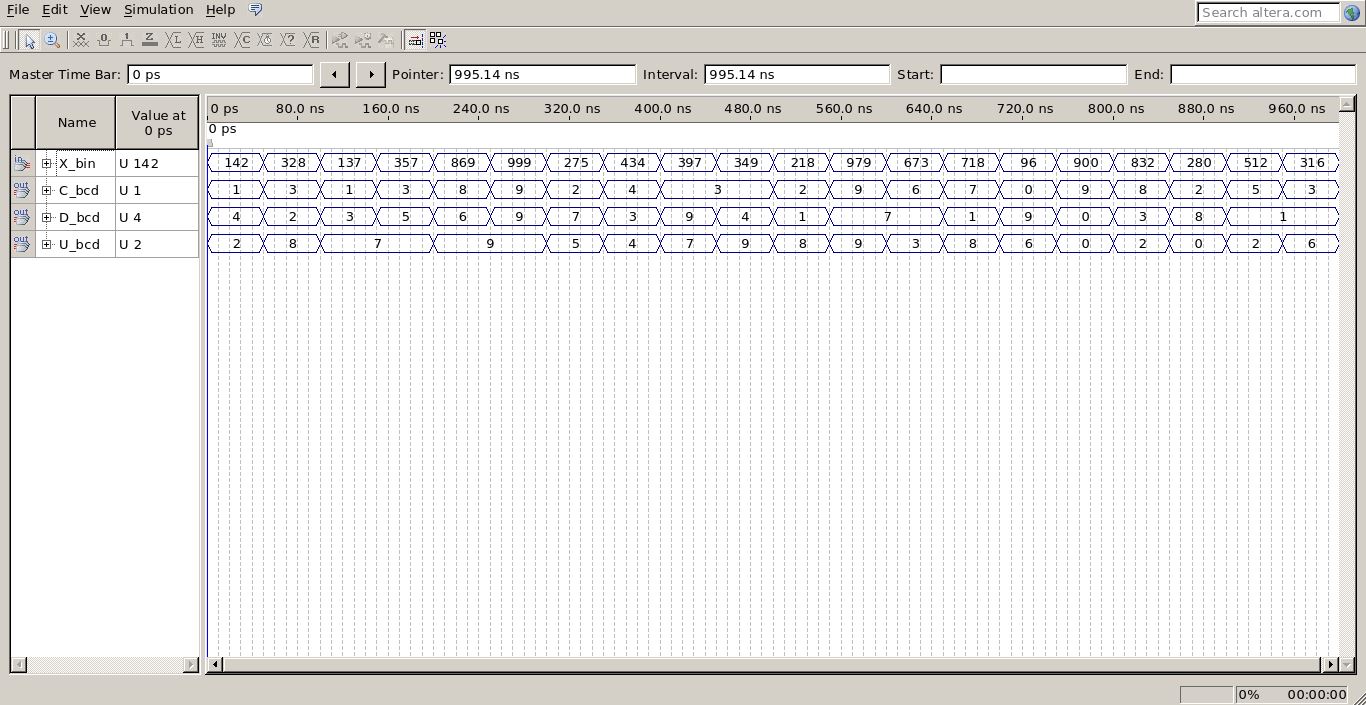 File Edit View Simulation Help Search altera.com
Master Time Bar: 0 ps Pointer: 995.14 ns Interval: 995.14 ns Start: End:
Name Value at
0 ps
0 ps 80.0 ns 160.0 ns 240.0 ns 320.0 ns 400.0 ns 480.0 ns 560.0 ns 640.0 ns 720.0 ns 800.0 ns 880.0 ns 960.0 ns
0 ps
in X_bin U 142 142 328 137 357 869 999 275 434 397 349 218 979 673 718 96 900 832 280 512 316
out C_bcd U 1 1 3 1 3 8 9 2 4 3 2 9 6 7 0 9 8 2 5 3
out D_bcd U 4 4 2 3 5 6 9 7 3 9 4 1 7 1 9 0 3 8 1
out U_bcd U 2 2 8 7 9 5 4 7 9 8 9 3 8 6 0 2 0 2 6
0% 00:00:00